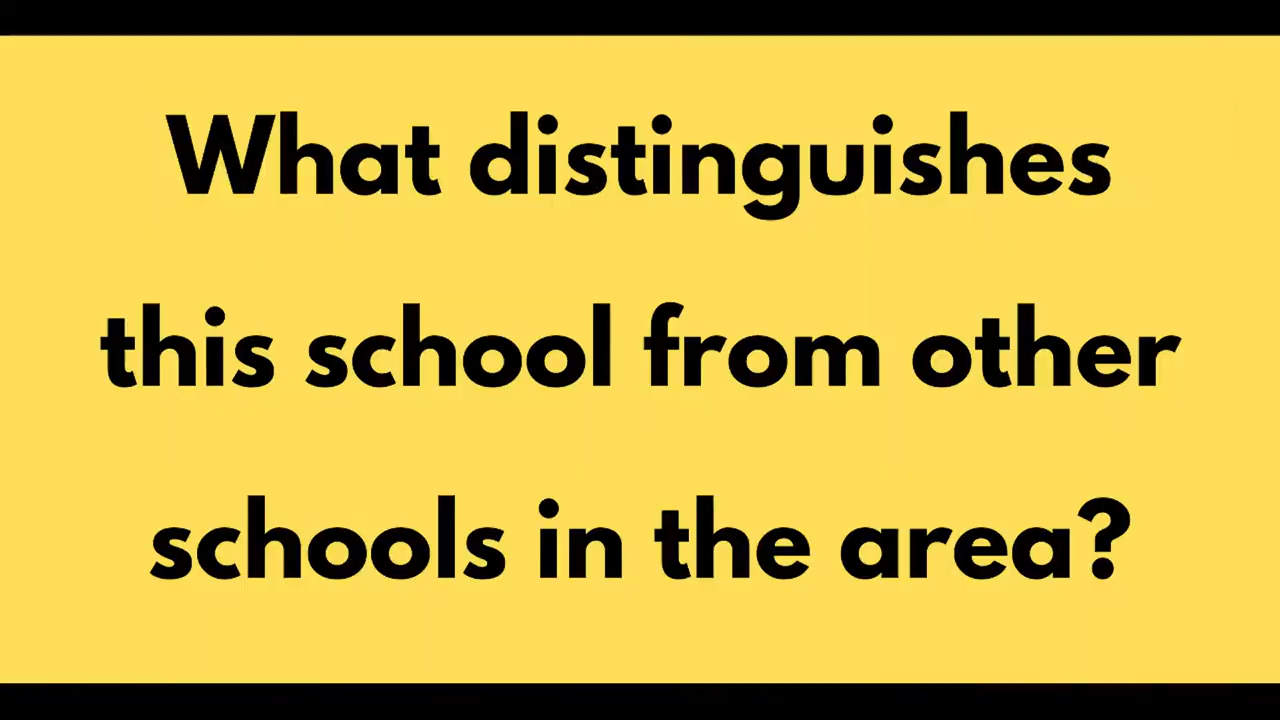 What distinguishes
this school from other
schools in the area?